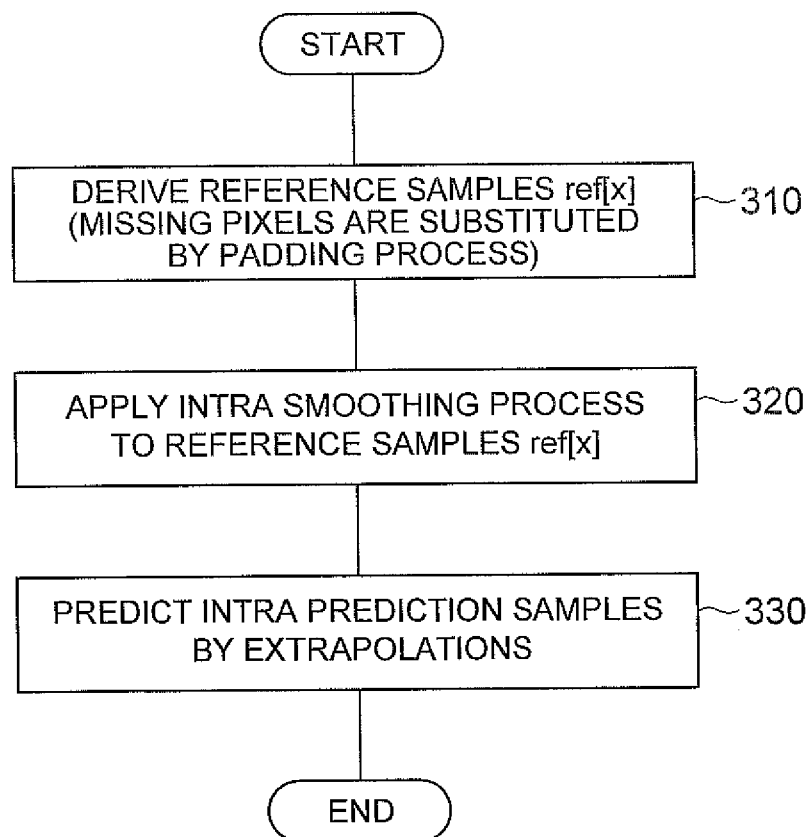 START
DERIVE REFERENCE SAMPLES ref[x]
(MISSING PIXELS ARE SUBSTITUTED
BY PADDING PROCESS)
310
APPLY INTRA SMOOTHING PROCESS
TO REFERENCE SAMPLES ref[x]
320
PREDICT INTRA PREDICTION SAMPLES
BY EXTRAPOLATIONS
330
END